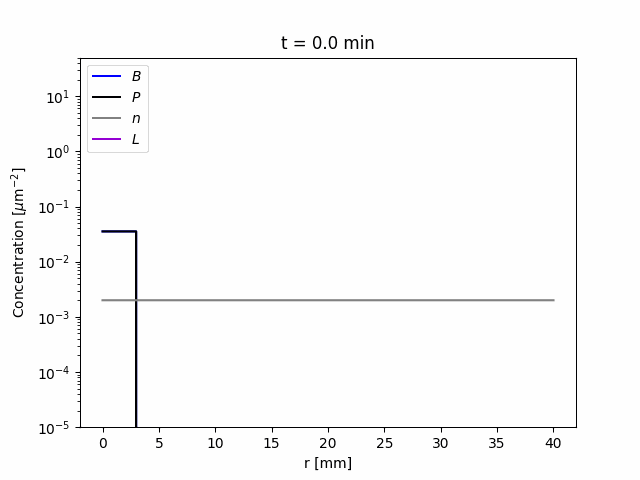 t = 0.0 min
B
P
n
L
Concentration [μm⁻²]
10¹
10⁰
10⁻¹
10⁻²
10⁻³
10⁻⁴
10⁻⁵
0 5 10 15 20 25 30 35 40
r [mm]